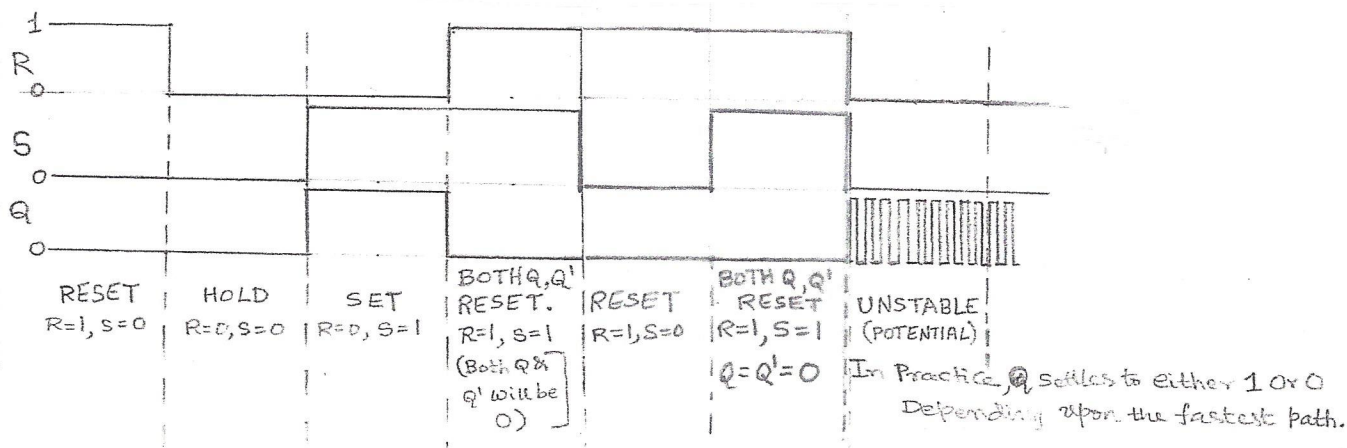 1
R
0
S
0
Q
0
RESET
R=1, S=0
HOLD
R=0, S=0
SET
R=0, S=1
BOTH Q, Q'
RESET.
R=1, S=1
(Both Q &
Q' will be
0)
RESET
R=1, S=0
BOTH Q, Q'
RESET
R=1, S=1
Q=Q'=0
UNSTABLE
(POTENTIAL)
In Practice, Q settles to either 1 Or 0
Depending upon the fastest path.